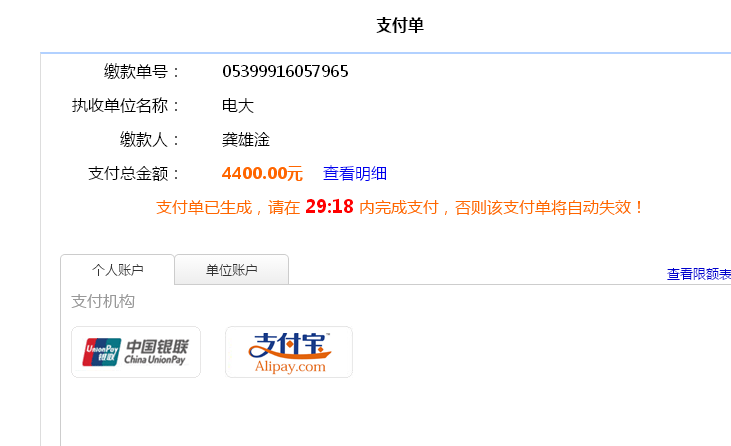 支付单
缴款单号： 05399916057965
执收单位名称： 电大
缴款人： 龚雄淦
支付总金额： 4400.00元 查看明细
支付单已生成，请在 29:18 内完成支付，否则该支付单将自动失效！
个人账户 单位账户 查看限额表
支付机构
UnionPay 银联 中国银联 China UnionPay
支付宝 Alipay.com